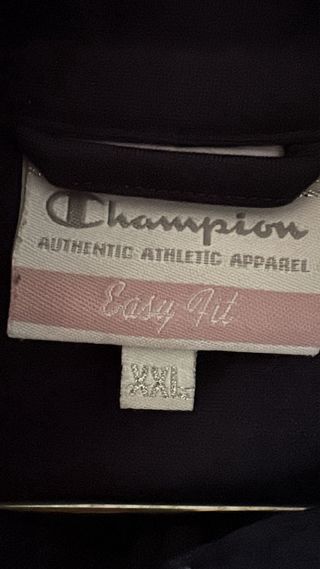 Champion
AUTHENTIC ATHLETIC APPAREL
Easy Fit
XXL